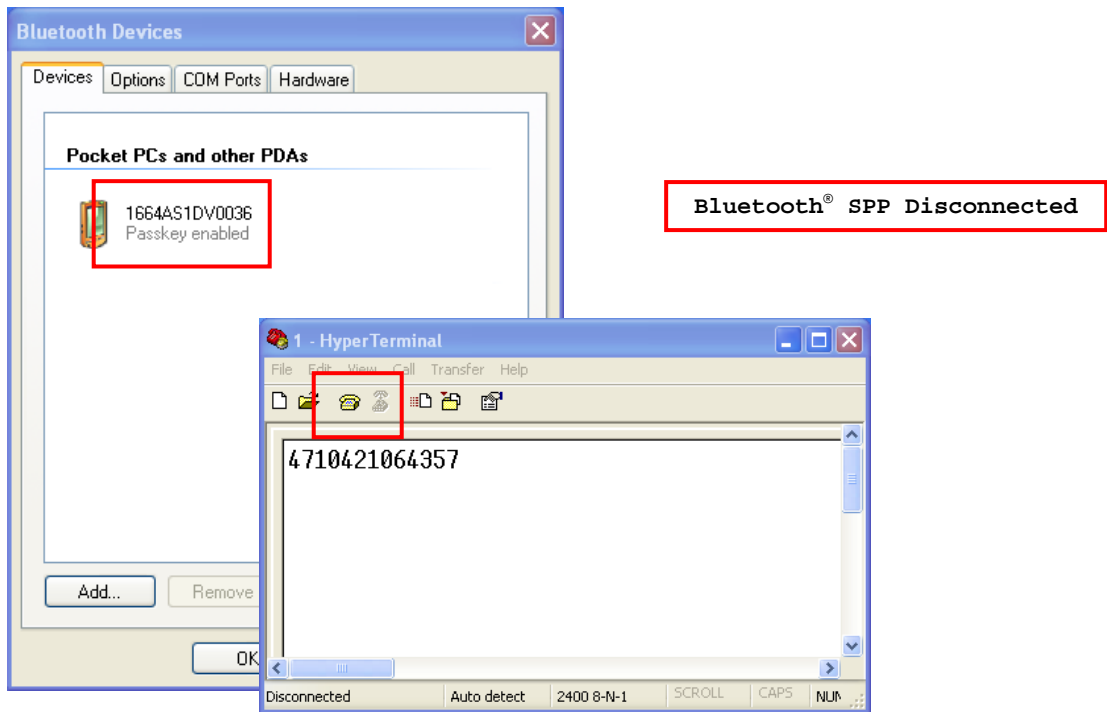 Bluetooth Devices
Devices Options COM Ports Hardware
Pocket PCs and other PDAs
1664AS1DV0036
Passkey enabled
Bluetooth® SPP Disconnected
1 - HyperTerminal
File Edit View Call Transfer Help
4710421064357
Add... Remove
OK
Disconnected Auto detect 2400 8-N-1 SCROLL CAPS NUM